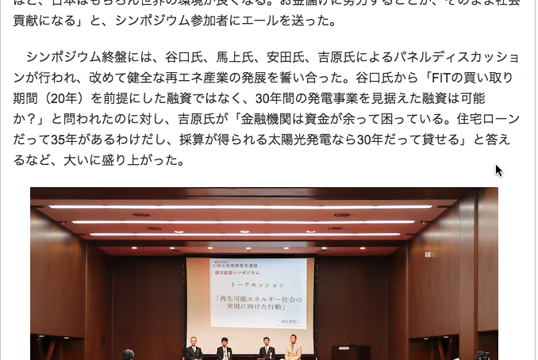 ほど、日本はもちろん世界の環境が良くなる。お金儲けに努力することが、そのまま社会
貢献になる」と、シンポジウム参加者にエールを送った。
シンポジウム終盤には、谷口氏、馬上氏、安田氏、吉原氏によるパネルディスカッショ
ンが行われ、改めて健全な再エネ産業の発展を誓い合った。谷口氏から「FITの買い取り
期間（20年）を前提にした融資ではなく、30年間の発電事業を見据えた融資は可能
か？」と問われたのに対し、吉原氏が「金融機関は資金が余って困っている。住宅ローン
だって35年があるわけだし、採算が得られる太陽光発電なら30年だって貸せる」と答え
るなど、大いに盛り上がった。
設立記念シンポジウム
トークセッション
「再生可能エネルギー社会の
実現に向けた行動」